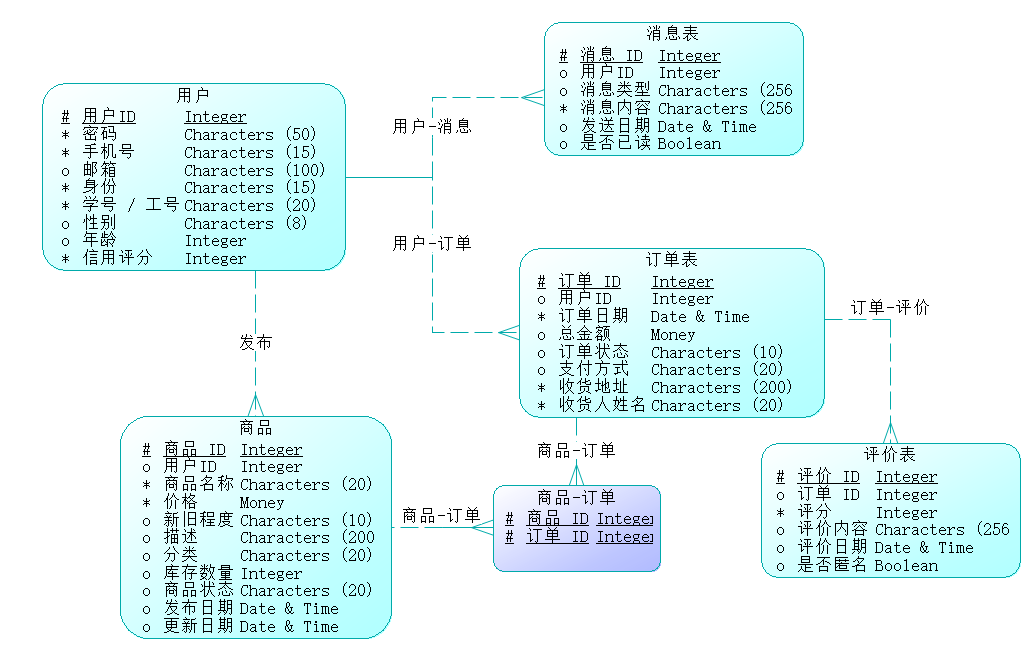 消息表
# 消息 ID Integer
o 用户ID Integer
o 消息类型 Characters (256
* 消息内容 Characters (256
o 发送日期 Date & Time
o 是否已读 Boolean
用户
# 用户ID Integer
* 密码 Characters (50)
* 手机号 Characters (15)
o 邮箱 Characters (100)
* 身份 Characters (15)
* 学号 / 工号 Characters (20)
o 性别 Characters (8)
o 年龄 Integer
* 信用评分 Integer
用户-消息
用户-订单
订单表
# 订单 ID Integer
o 用户ID Integer
* 订单日期 Date & Time
o 总金额 Money
o 订单状态 Characters (10)
o 支付方式 Characters (20)
* 收货地址 Characters (200)
* 收货人姓名 Characters (20)
订单-评价
发布
商品
# 商品 ID Integer
o 用户ID Integer
* 商品名称 Characters (20)
* 价格 Money
o 新旧程度 Characters (10)
o 描述 Characters (200
o 分类 Characters (20)
o 库存数量 Integer
o 商品状态 Characters (20)
o 发布日期 Date & Time
o 更新日期 Date & Time
商品-订单
商品-订单
商品-订单
# 商品 ID Integer
# 订单 ID Integer
评价表
# 评价 ID Integer
o 订单 ID Integer
* 评分 Integer
o 评价内容 Characters (256
o 评价日期 Date & Time
o 是否匿名 Boolean